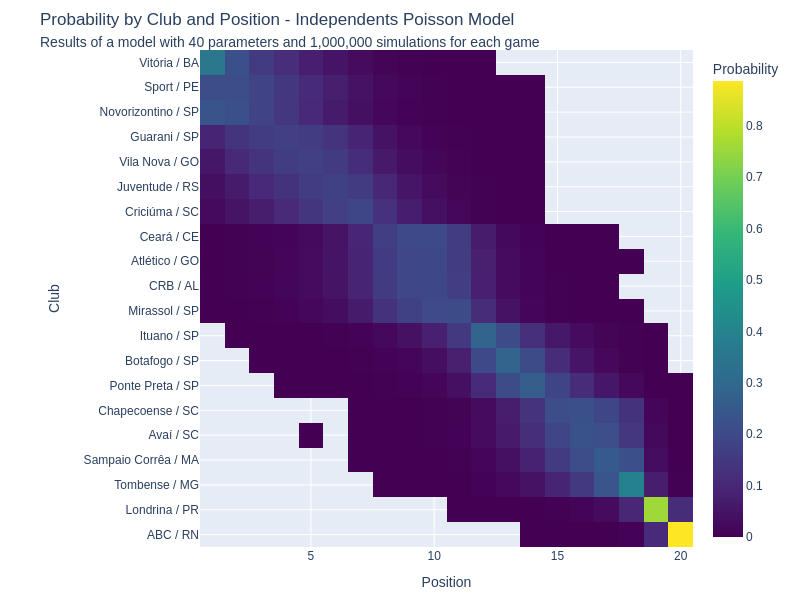 Probability by Club and Position - Independents Poisson Model
Results of a model with 40 parameters and 1,000,000 simulations for each game
Probability
Vitória / BA
Sport / PE
Novorizontino / SP
Guarani / SP
Vila Nova / GO
Juventude / RS
Criciúma / SC
Ceará / CE
Atlético / GO
CRB / AL
Mirassol / SP
Ituano / SP
Botafogo / SP
Ponte Preta / SP
Chapecoense / SC
Avaí / SC
Sampaio Corrêa / MA
Tombense / MG
Londrina / PR
ABC / RN
Club
0.8
0.7
0.6
0.5
0.4
0.3
0.2
0.1
0
5
10
15
20
Position